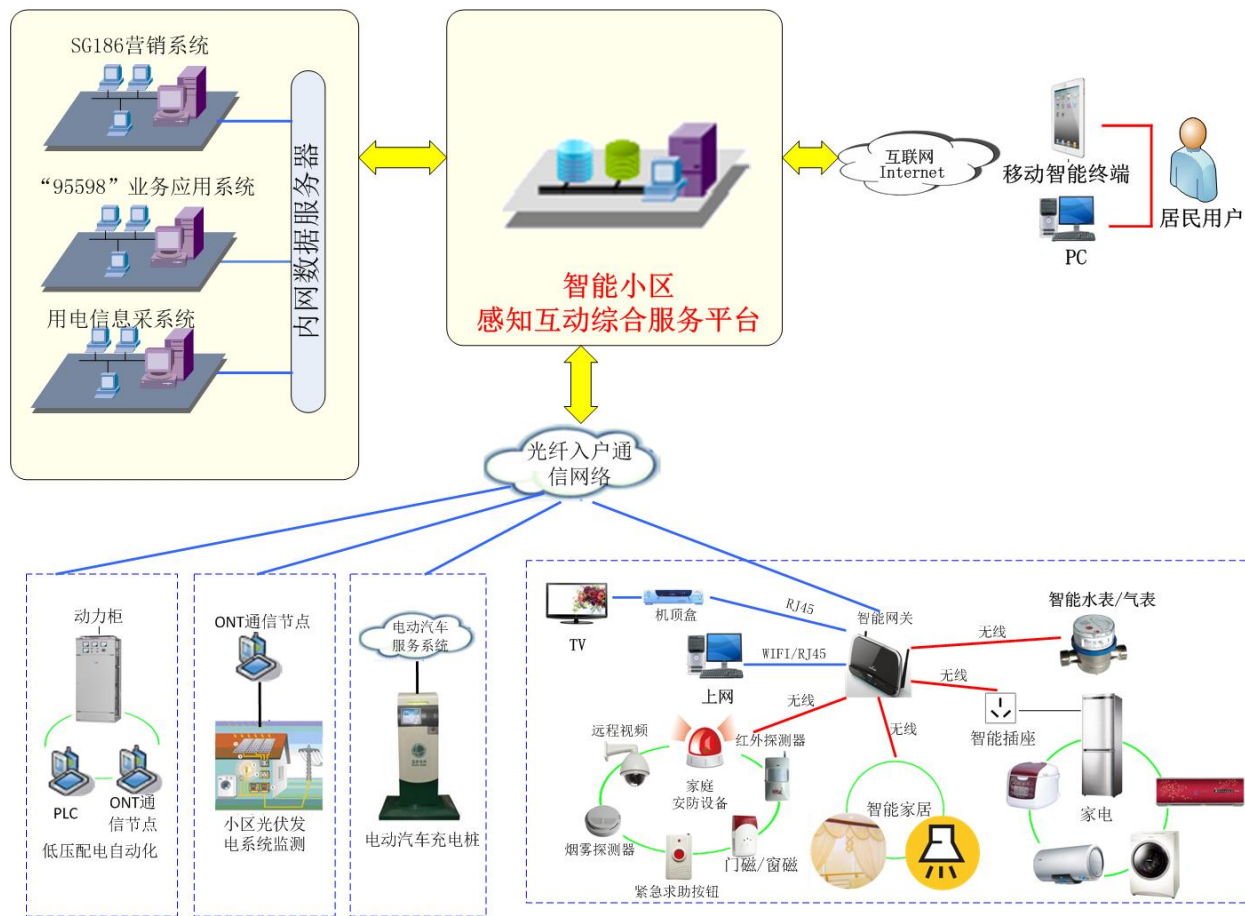 SG186营销系统
“95598”业务应用系统
用电信息采系统
内网数据服务器
智能小区
感知互动综合服务平台
互联网
Internet
移动智能终端
PC
居民用户
光纤入户通
信网络
动力柜
PLC
ONT通
信节点
低压配电自动化
ONT通信节点
小区光伏发
电系统监测
电动汽车
服务系统
电动汽车充电桩
TV
机顶盒
RJ45
智能网关
上网
WIFI/RJ45
无线
智能水表/气表
无线
智能插座
无线
无线
远程视频
红外探测器
家庭
安防设备
烟雾探测器
门磁/窗磁
紧急求助按钮
智能家居
家电